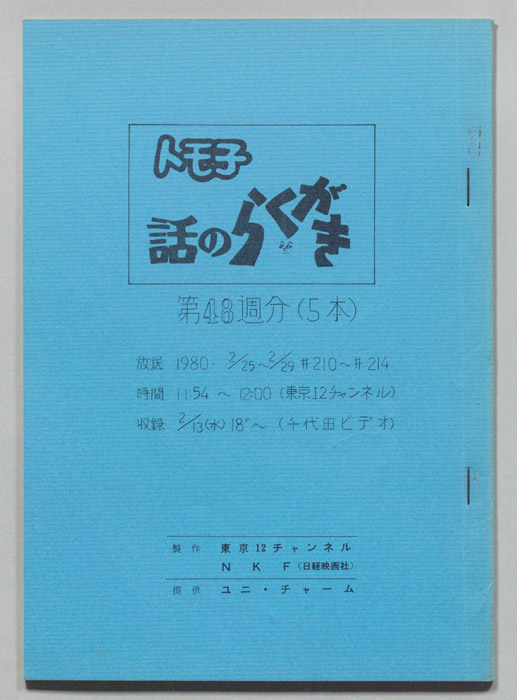 トモ子
話のらくがき
第48週分(5本)
放送 1980. 2/25~2/29 #210~#214
時間 11:54 ~ 12:00 (東京12チャンネル)
収録 2/13(水) 18°~ (千代田ビデオ)
製作 東京12チャンネル
NKF(日経映画社)
提供 ユニ・チャーム